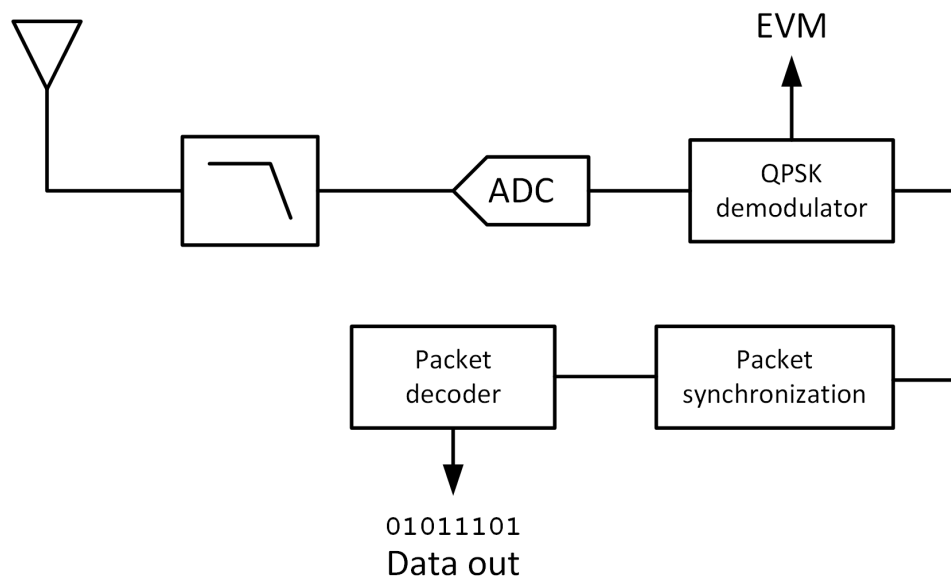 EVM
ADC
QPSK
demodulator
Packet
decoder
Packet
synchronization
01011101
Data out